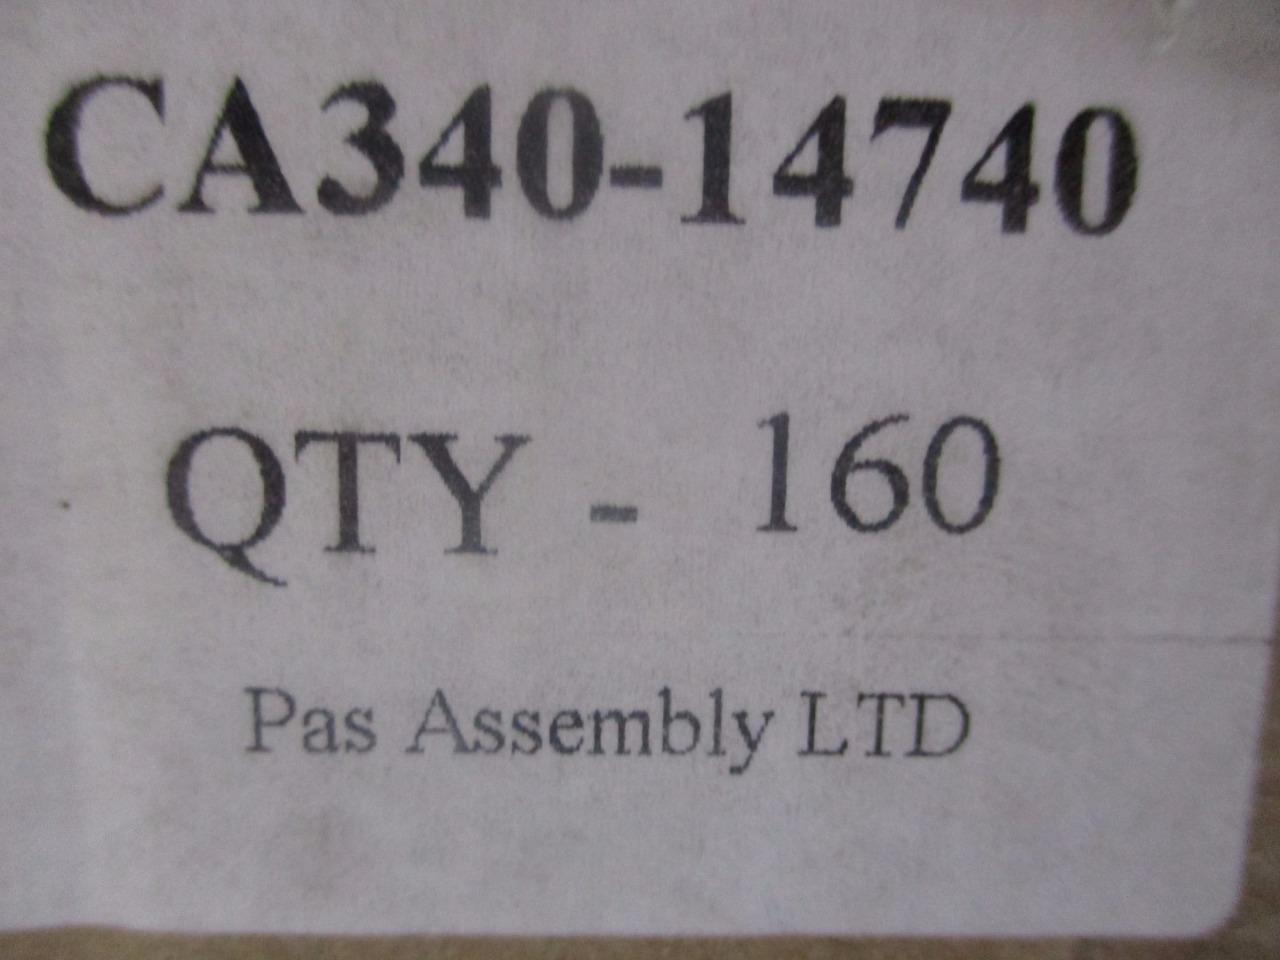 CA340-14740
QTY - 160
Pas Assembly LTD